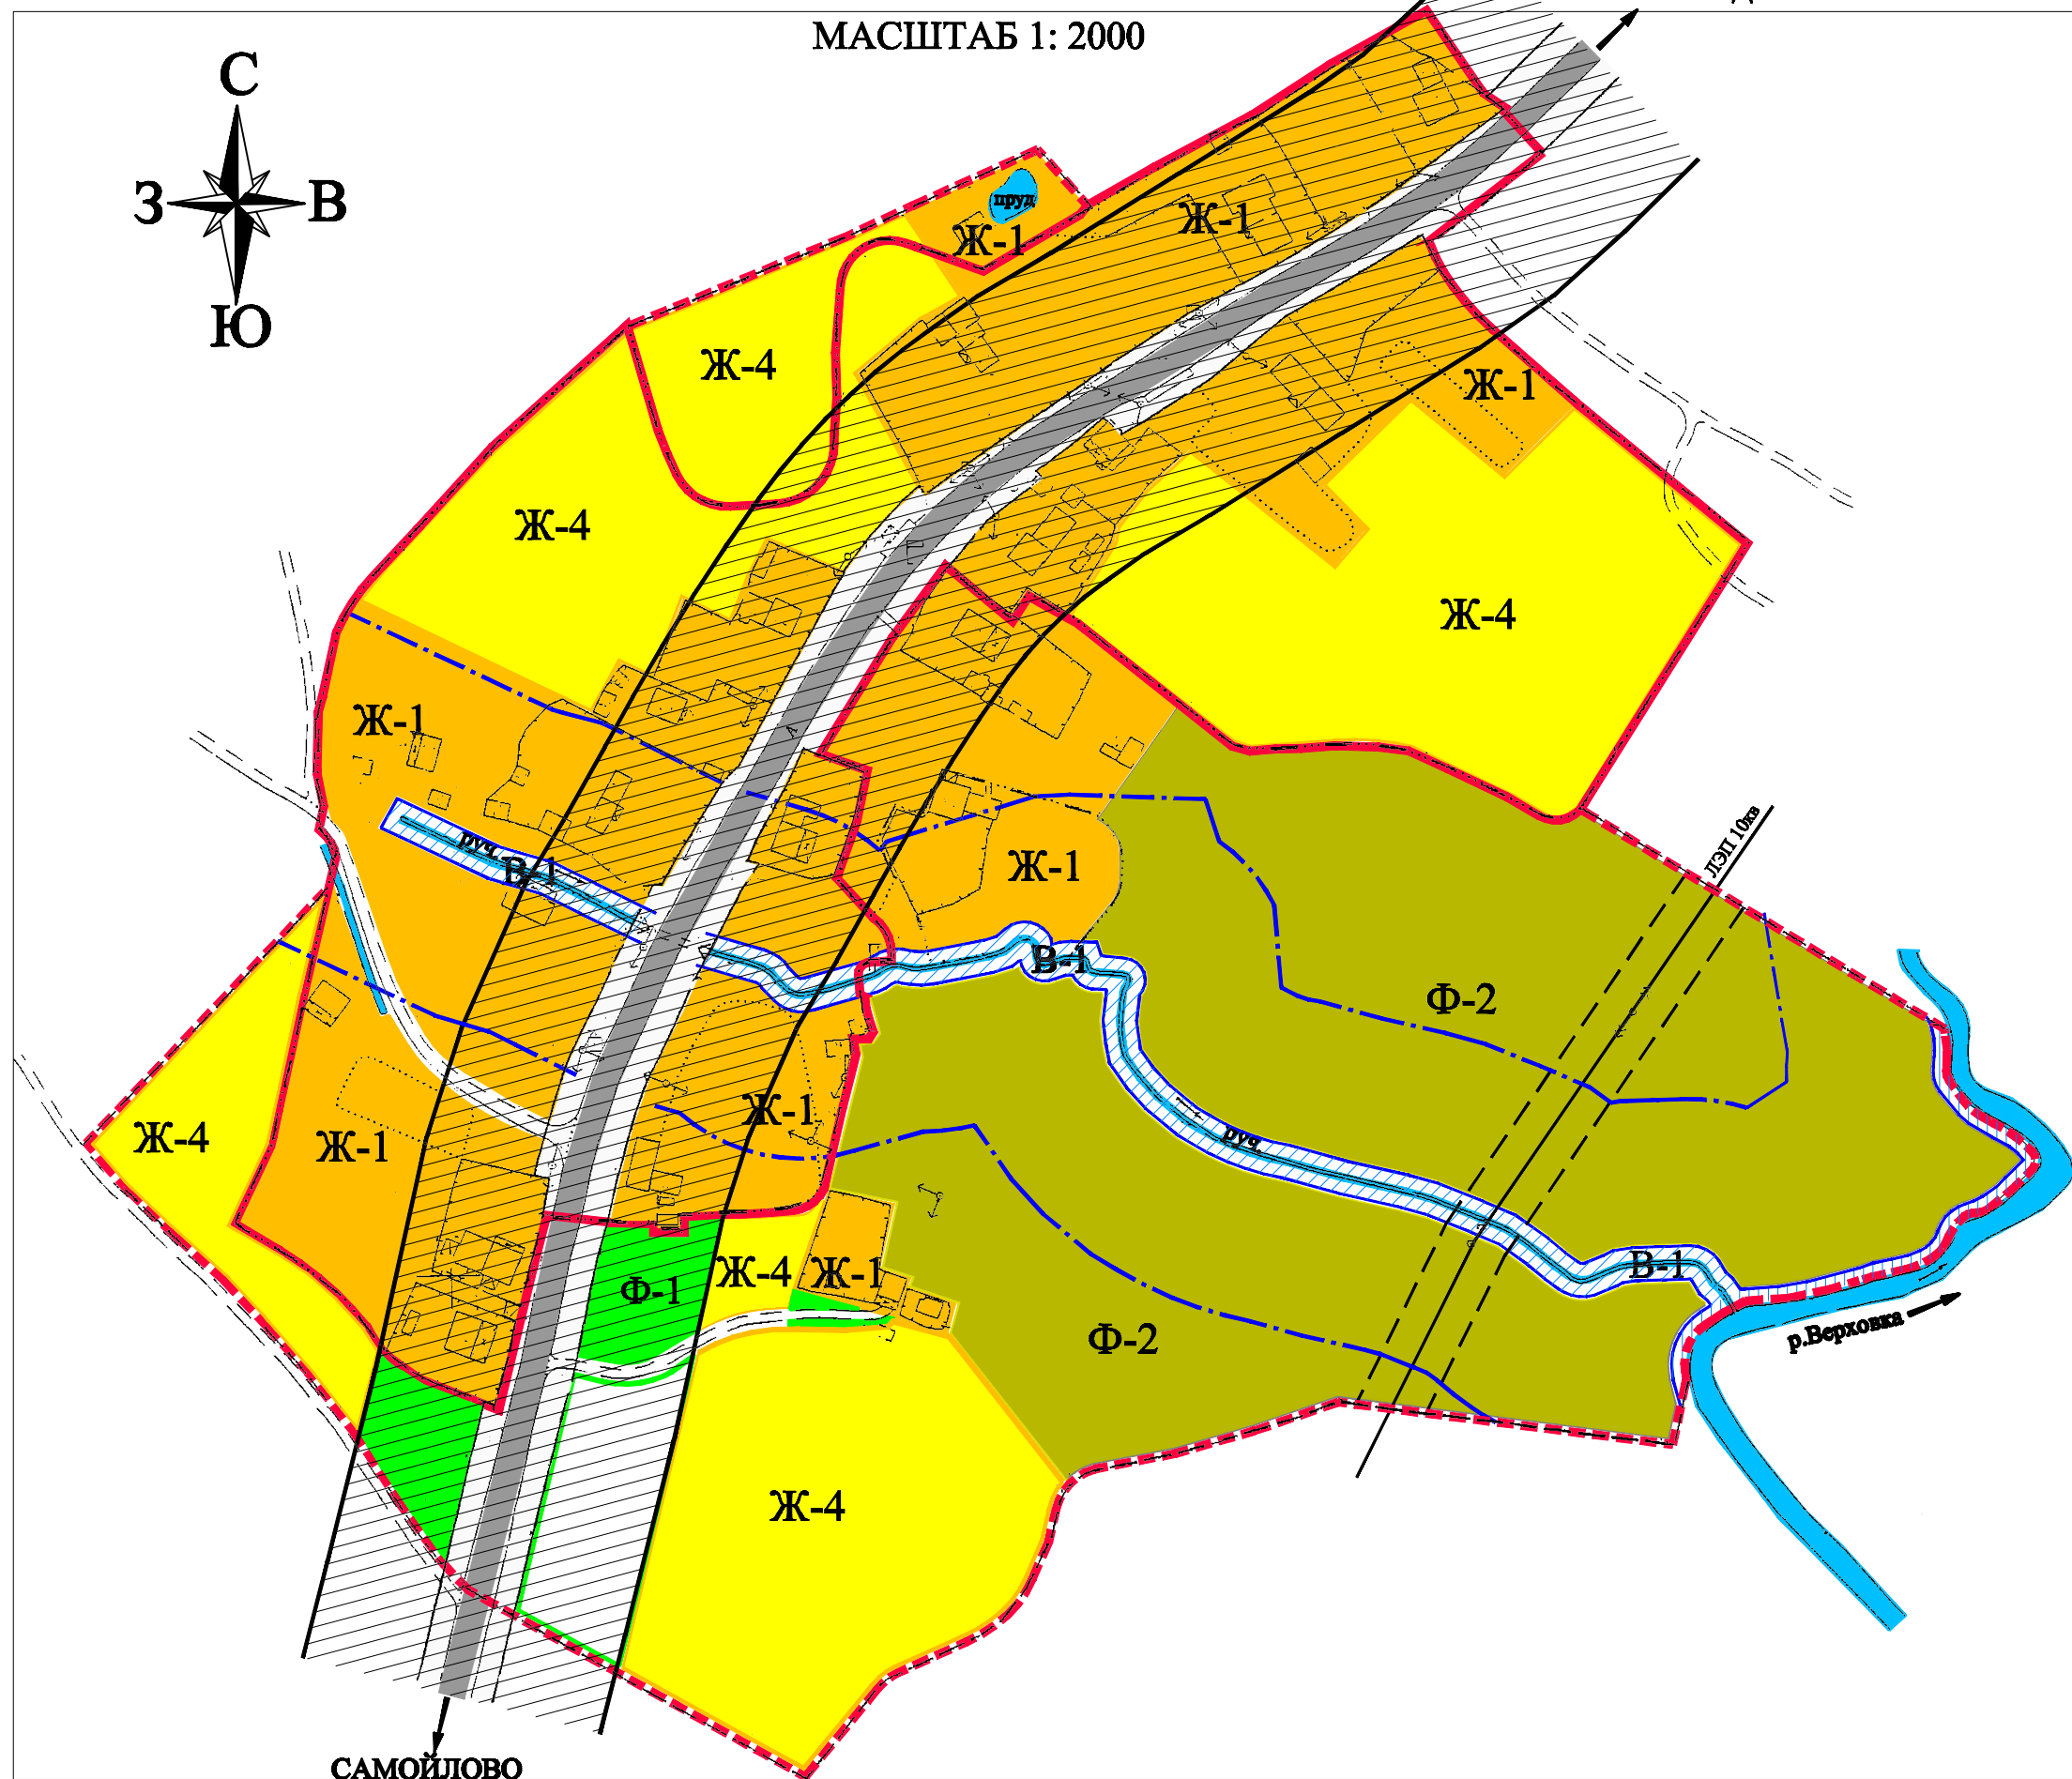 МАСШТАБ 1: 2000
С
З
В
Ю
пруд
Ж-1
Ж-1
Ж-4
Ж-1
Ж-4
Ж-4
Ж-1
ЛЭП 10кв
руч.
В-1
Ж-1
В-1
Ф-2
Ж-1
Ж-4
Ж-1
руч.
В-1
Ж-4
Ж-1
Ф-1
р.Верховка
Ф-2
Ж-4
САМОЙЛОВО